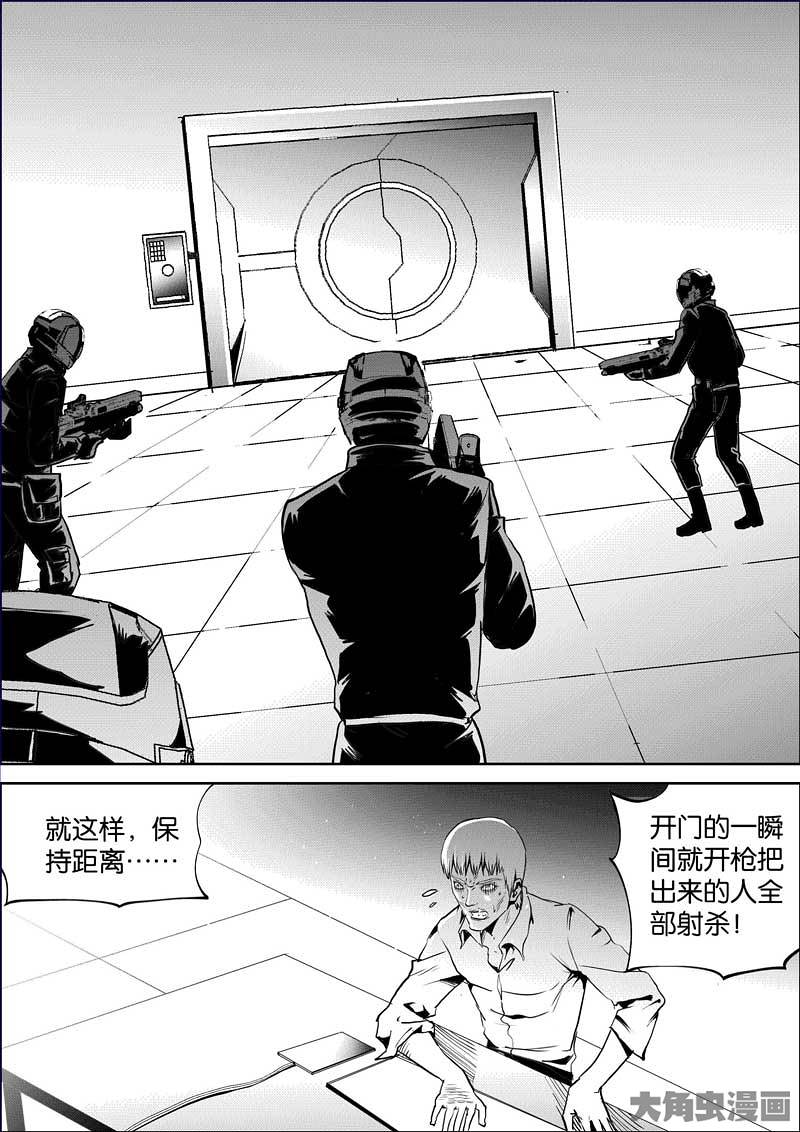 就这样，保
持距离……
开门的一瞬
间就开枪把
出来的人全
部射杀！
大角虫漫画